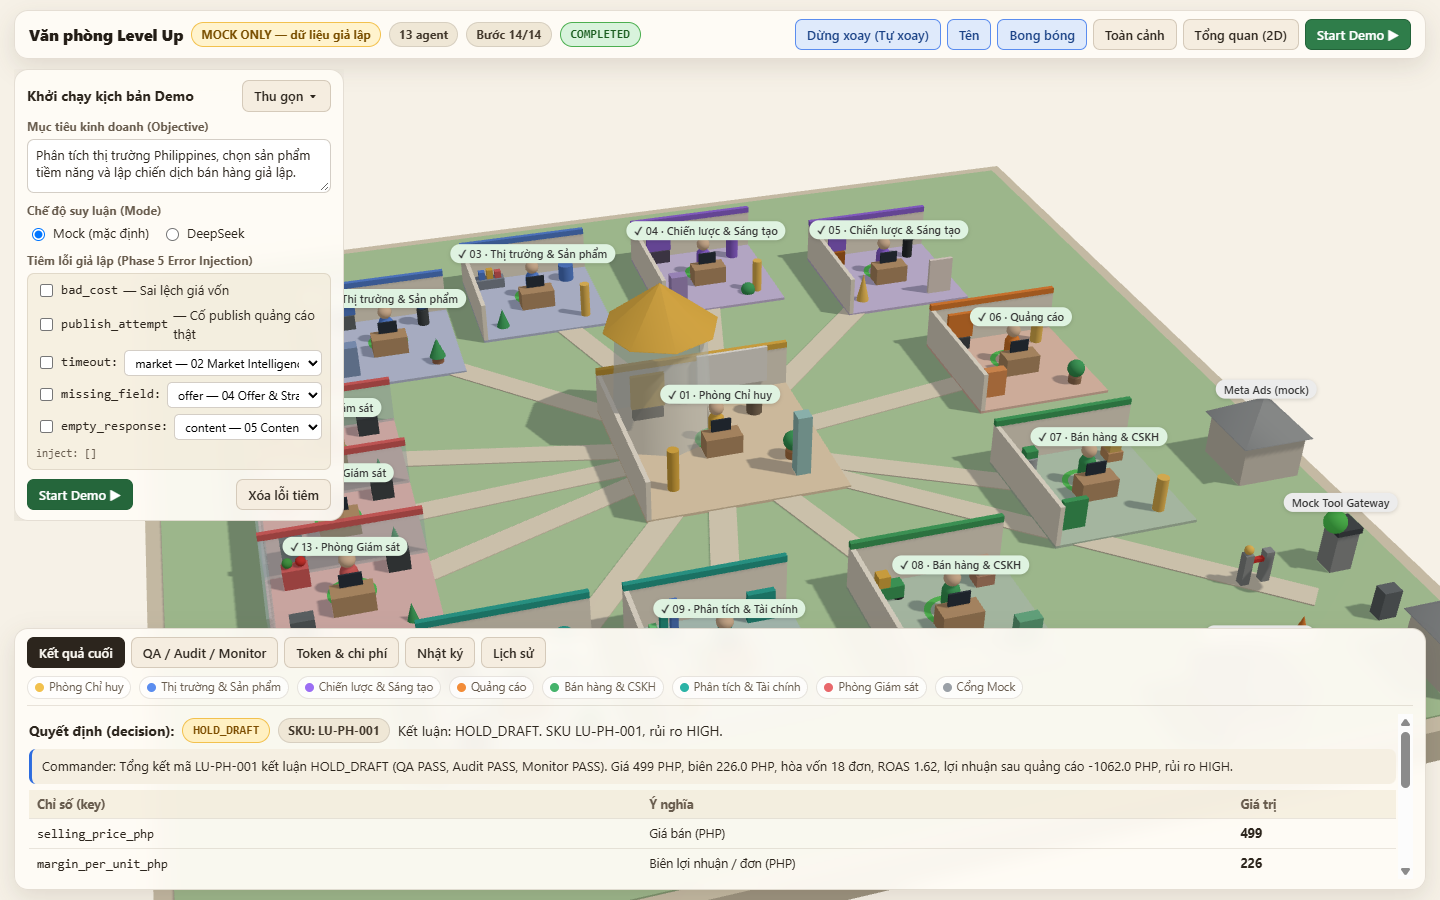 Văn phòng Level Up
MOCK ONLY — dữ liệu giả lập
13 agent
Bước 14/14
COMPLETED
Dừng xoay (Tự xoay)
Tên
Bong bóng
Toàn cảnh
Tổng quan (2D)
Start Demo ▶
Khởi chạy kịch bản Demo
Thu gọn
Mục tiêu kinh doanh (Objective)
Phân tích thị trường Philippines, chọn sản phẩm
tiềm năng và lập chiến dịch bán hàng giả lập.
Chế độ suy luận (Mode)
Mock (mặc định)
DeepSeek
Tiêm lỗi giả lập (Phase 5 Error Injection)
bad_cost — Sai lệch giá vốn
publish_attempt — Cố publish quảng cáo
thật
timeout: market — 02 Market Intelligenc
missing_field: offer — 04 Offer & Stra
empty_response: content — 05 Conten
inject: []
Start Demo ▶
Xóa lỗi tiêm
✓ 04 · Chiến lược & Sáng tạo
✓ 05 · Chiến lược & Sáng tạo
✓ 03 · Thị trường & Sản phẩm
Thị trường & Sản phẩm
✓ 06 · Quảng cáo
Meta Ads (mock)
✓ 01 · Phòng Chỉ huy
m sát
✓ 07 · Bán hàng & CSKH
Giám sát
Mock Tool Gateway
✓ 13 · Phòng Giám sát
✓ 08 · Bán hàng & CSKH
✓ 09 · Phân tích & Tài chính
Kết quả cuối
QA / Audit / Monitor
Token & chi phí
Nhật ký
Lịch sử
Phòng Chỉ huy
Thị trường & Sản phẩm
Chiến lược & Sáng tạo
Quảng cáo
Bán hàng & CSKH
Phân tích & Tài chính
Phòng Giám sát
Cổng Mock
Quyết định (decision): HOLD_DRAFT SKU: LU-PH-001 Kết luận: HOLD_DRAFT. SKU LU-PH-001, rủi ro HIGH.
Commander: Tổng kết mã LU-PH-001 kết luận HOLD_DRAFT (QA PASS, Audit PASS, Monitor PASS). Giá 499 PHP, biên 226.0 PHP, hòa vốn 18 đơn, ROAS 1.62, lợi nhuận sau quảng cáo -1062.0 PHP, rủi ro HIGH.
Chỉ số (key) Ý nghĩa Giá trị
selling_price_php Giá bán (PHP) 499
margin_per_unit_php Biên lợi nhuận / đơn (PHP) 226